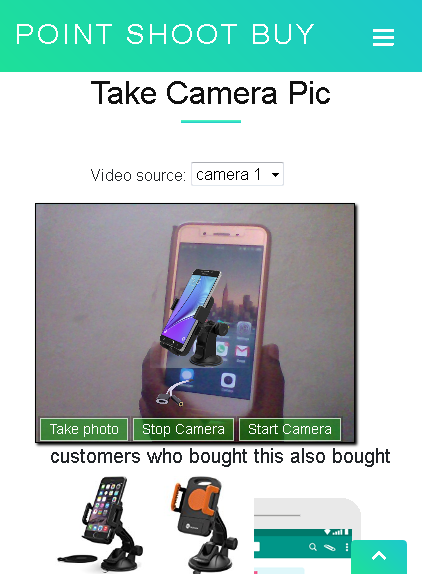 POINT SHOOT BUY
Take Camera Pic
Video source: camera 1
Take photo Stop Camera Start Camera
customers who bought this also bought